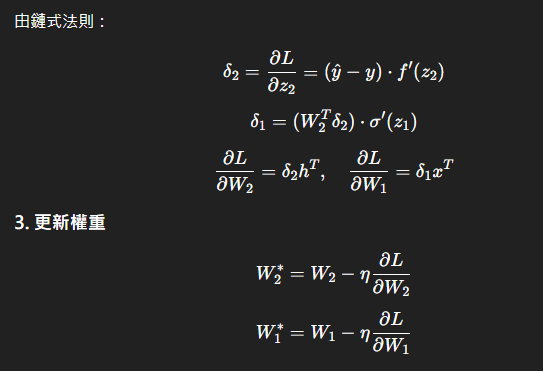 由鏈式法則：
δ₂ = ∂L/∂z₂ = (ŷ − y) · f′(z₂)
δ₁ = (W₂ᵀδ₂) · σ′(z₁)
∂L/∂W₂ = δ₂hᵀ, ∂L/∂W₁ = δ₁xᵀ
3. 更新權重
W₂* = W₂ − η ∂L/∂W₂
W₁* = W₁ − η ∂L/∂W₁